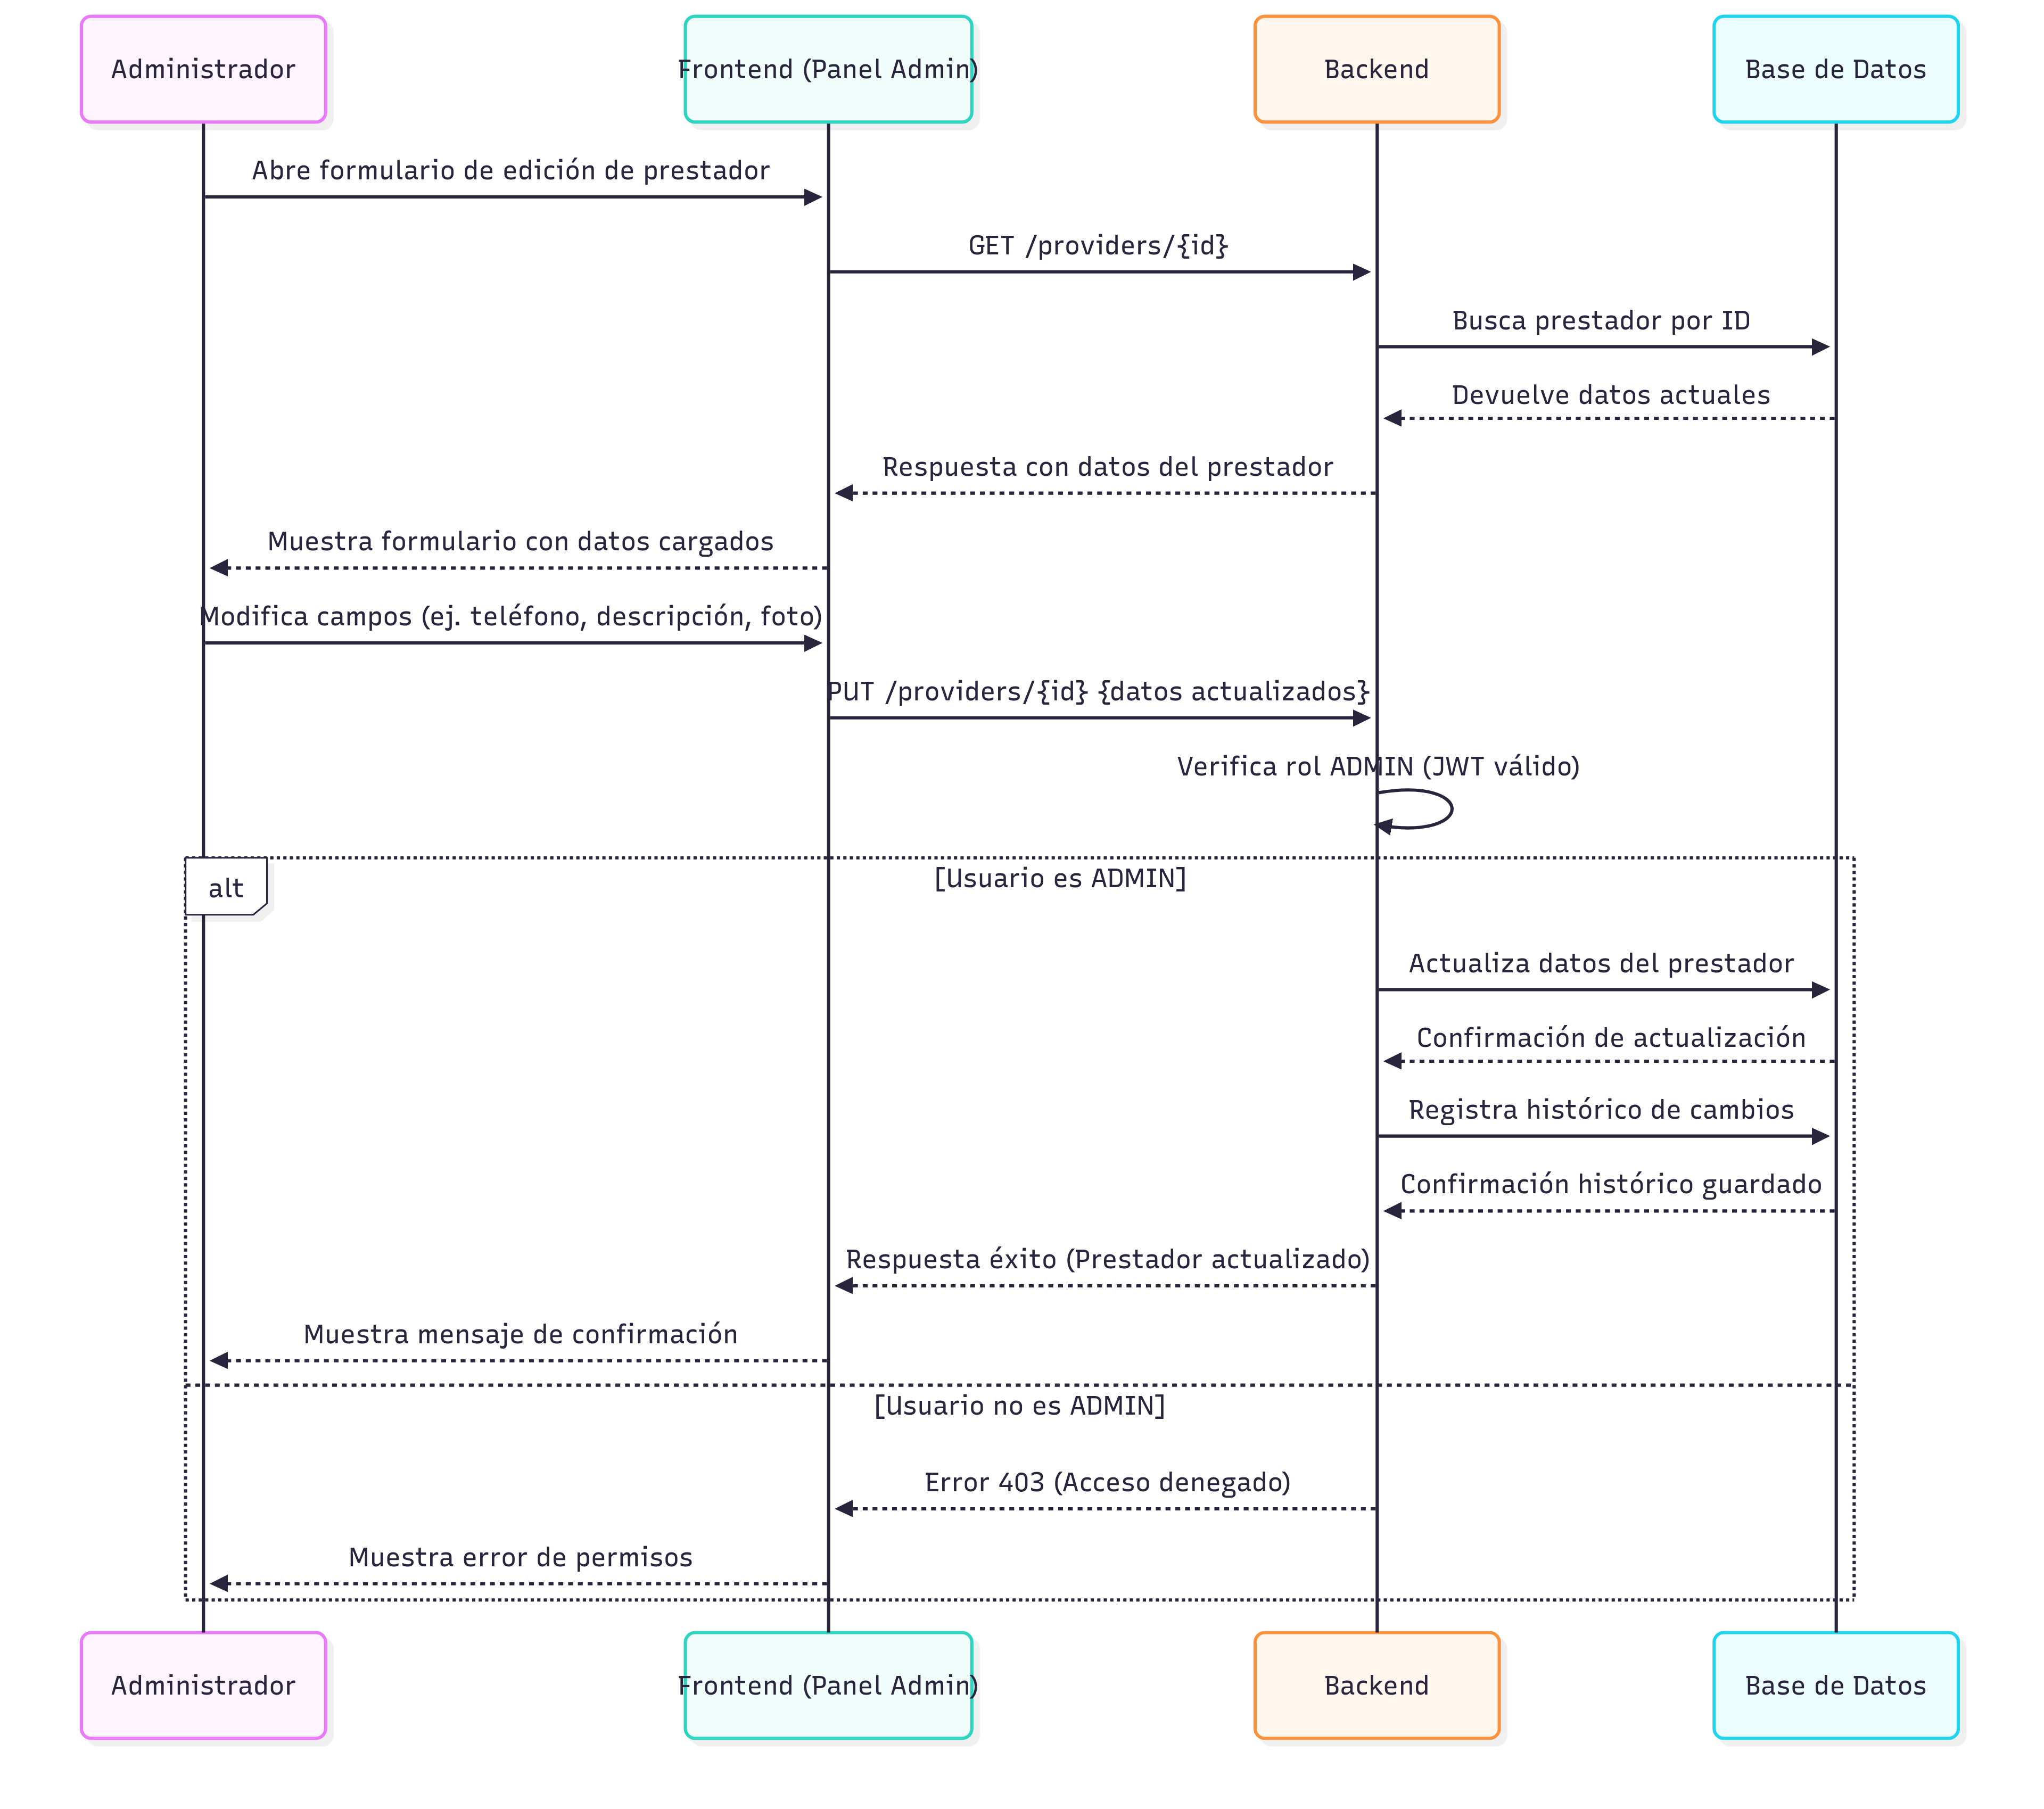 Administrador
Frontend (Panel Admin)
Backend
Base de Datos
Abre formulario de edición de prestador
GET /providers/{id}
Busca prestador por ID
Devuelve datos actuales
Respuesta con datos del prestador
Muestra formulario con datos cargados
Modifica campos (ej. teléfono, descripción, foto)
PUT /providers/{id} {datos actualizados}
Verifica rol ADMIN (JWT válido)
alt
[Usuario es ADMIN]
Actualiza datos del prestador
Confirmación de actualización
Registra histórico de cambios
Confirmación histórico guardado
Respuesta éxito (Prestador actualizado)
Muestra mensaje de confirmación
[Usuario no es ADMIN]
Error 403 (Acceso denegado)
Muestra error de permisos
Administrador
Frontend (Panel Admin)
Backend
Base de Datos